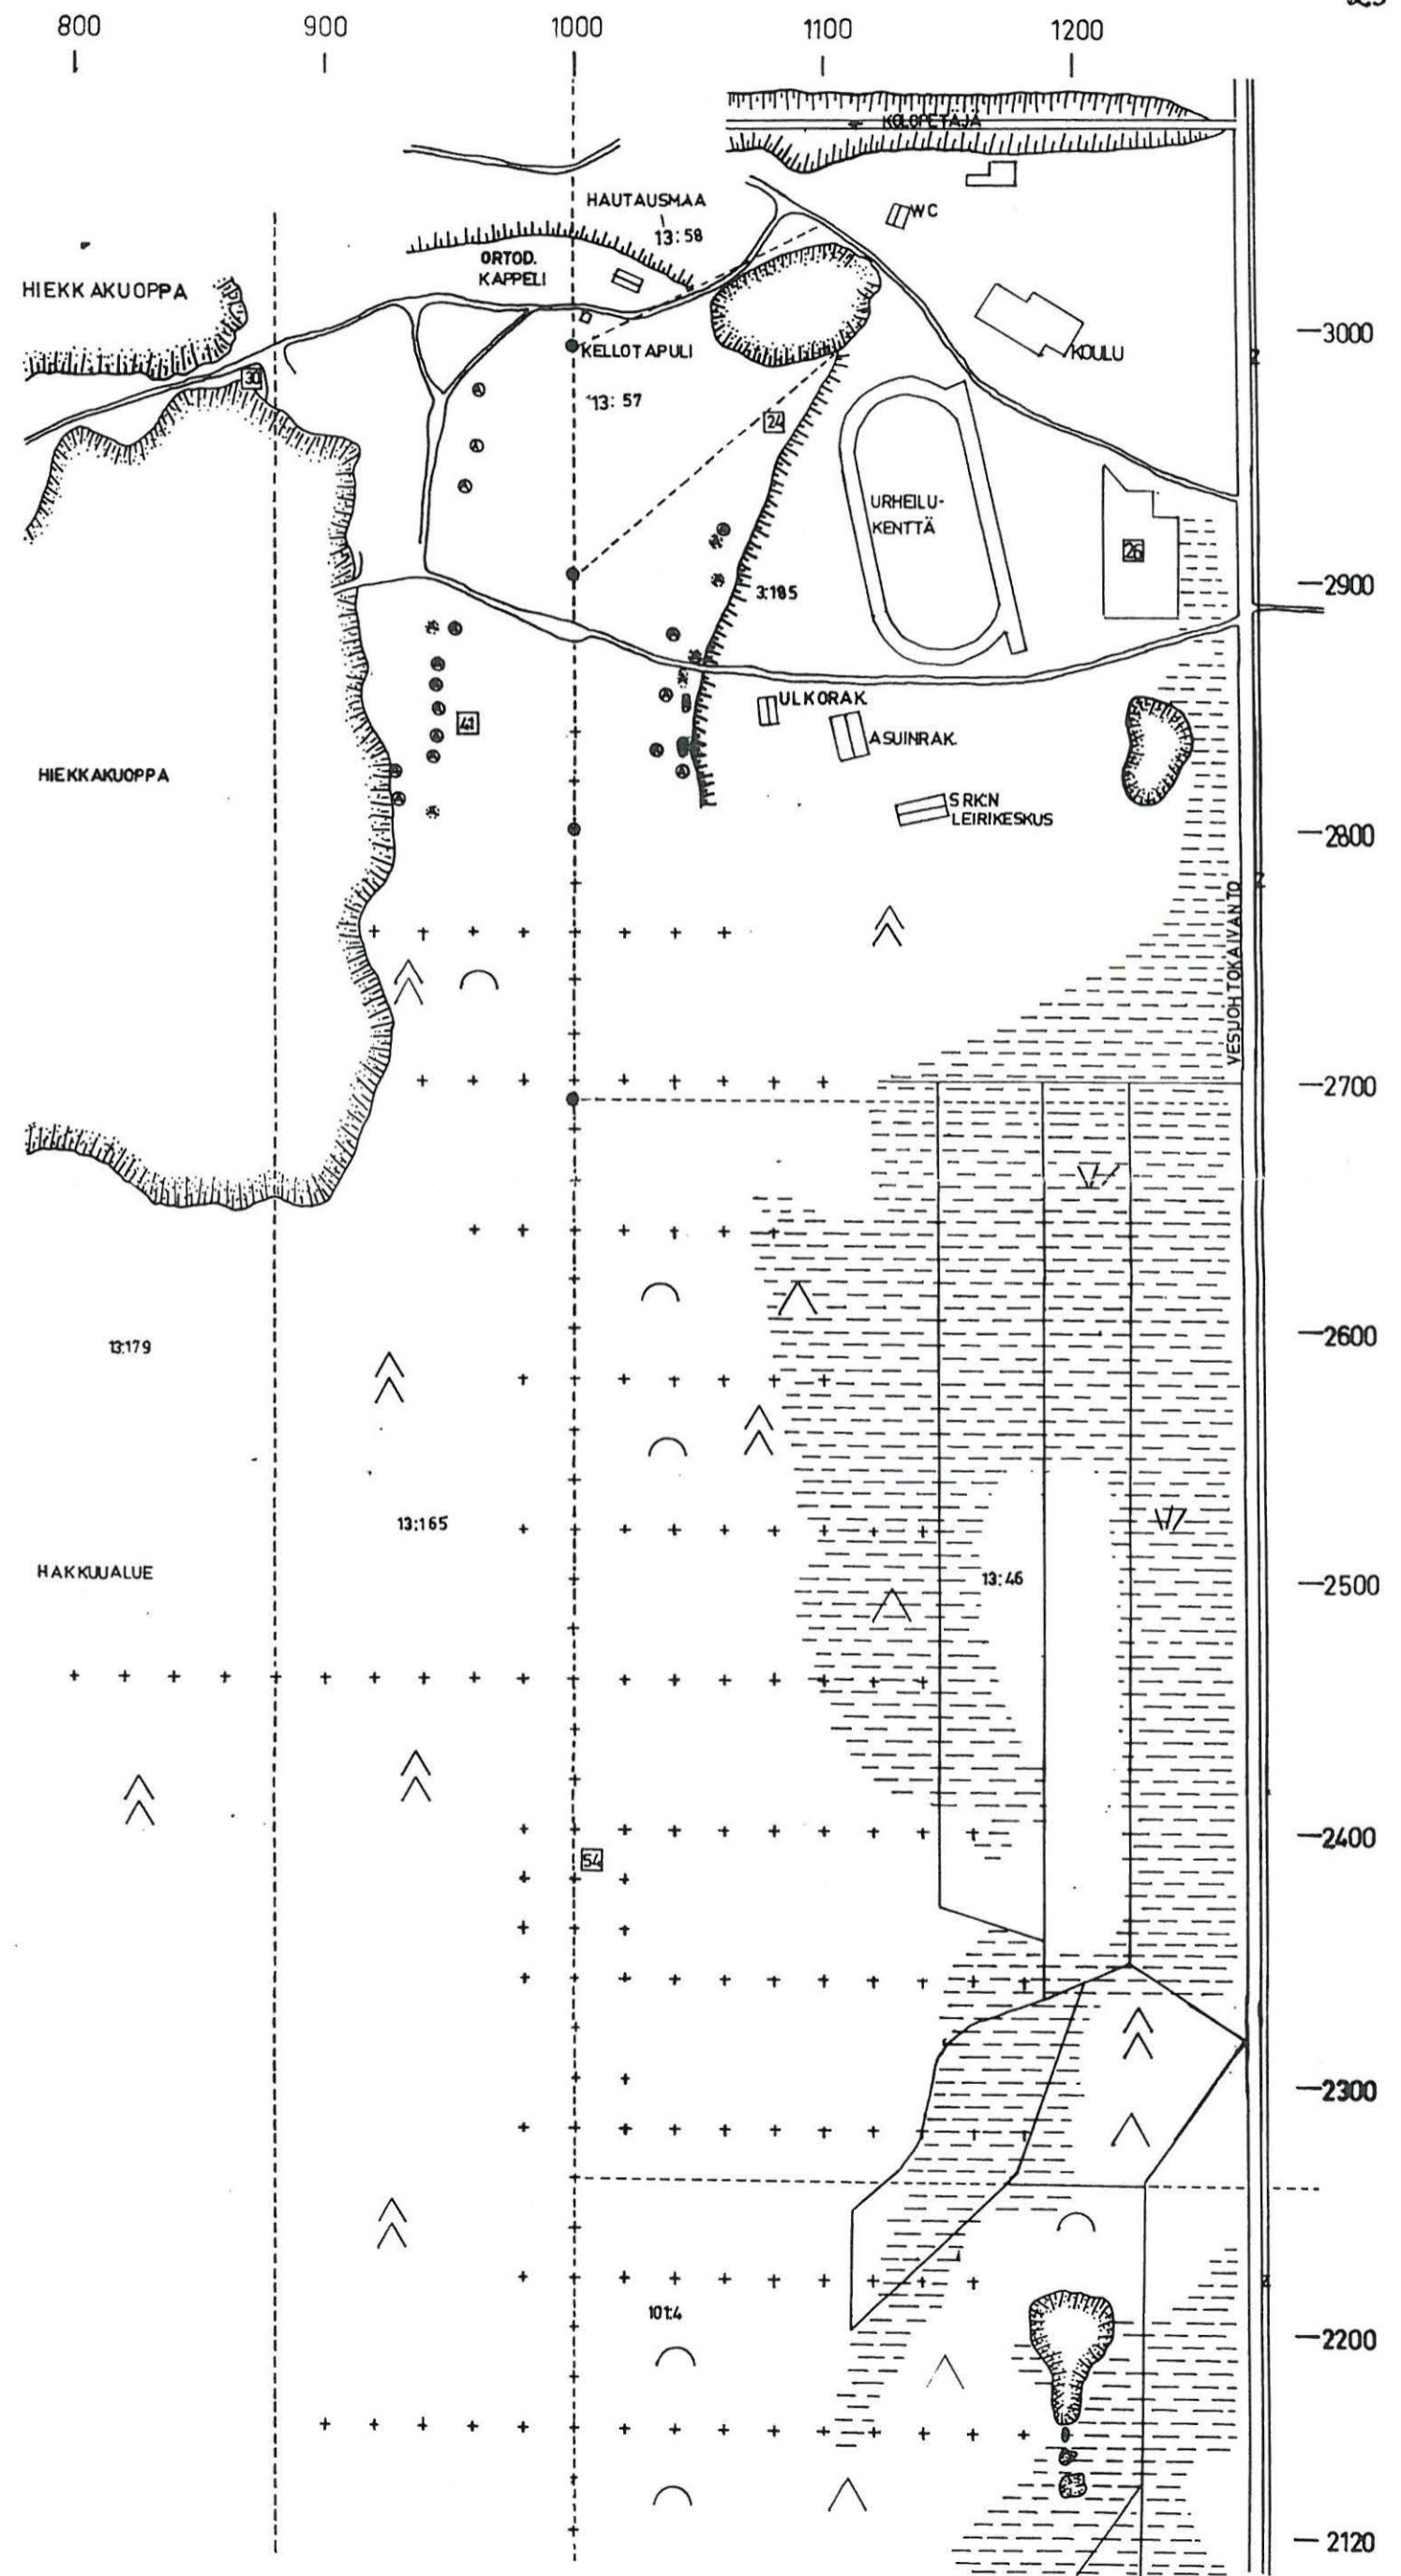 800 900 1000 1100 1200
KOLOPETÄJÄ
HAUTAUSMAA
13:58
WC
ORTOD.
KAPPELI
HIEKKAKUOPPA
3000
KELLOTAPULI
KOULU
30
13:57
24
URHEILU-
KENTTÄ
26
2900
3:185
ULKORAK.
41
ASUINRAK.
HIEKKAKUOPPA
SRK:N
LEIRIKESKUS
2800
VESIJOHTOKAIVANTO
2700
2600
13:179
13:165
13:46
HAKKUUALUE
2500
2400
54
2300
2200
101:4
2120